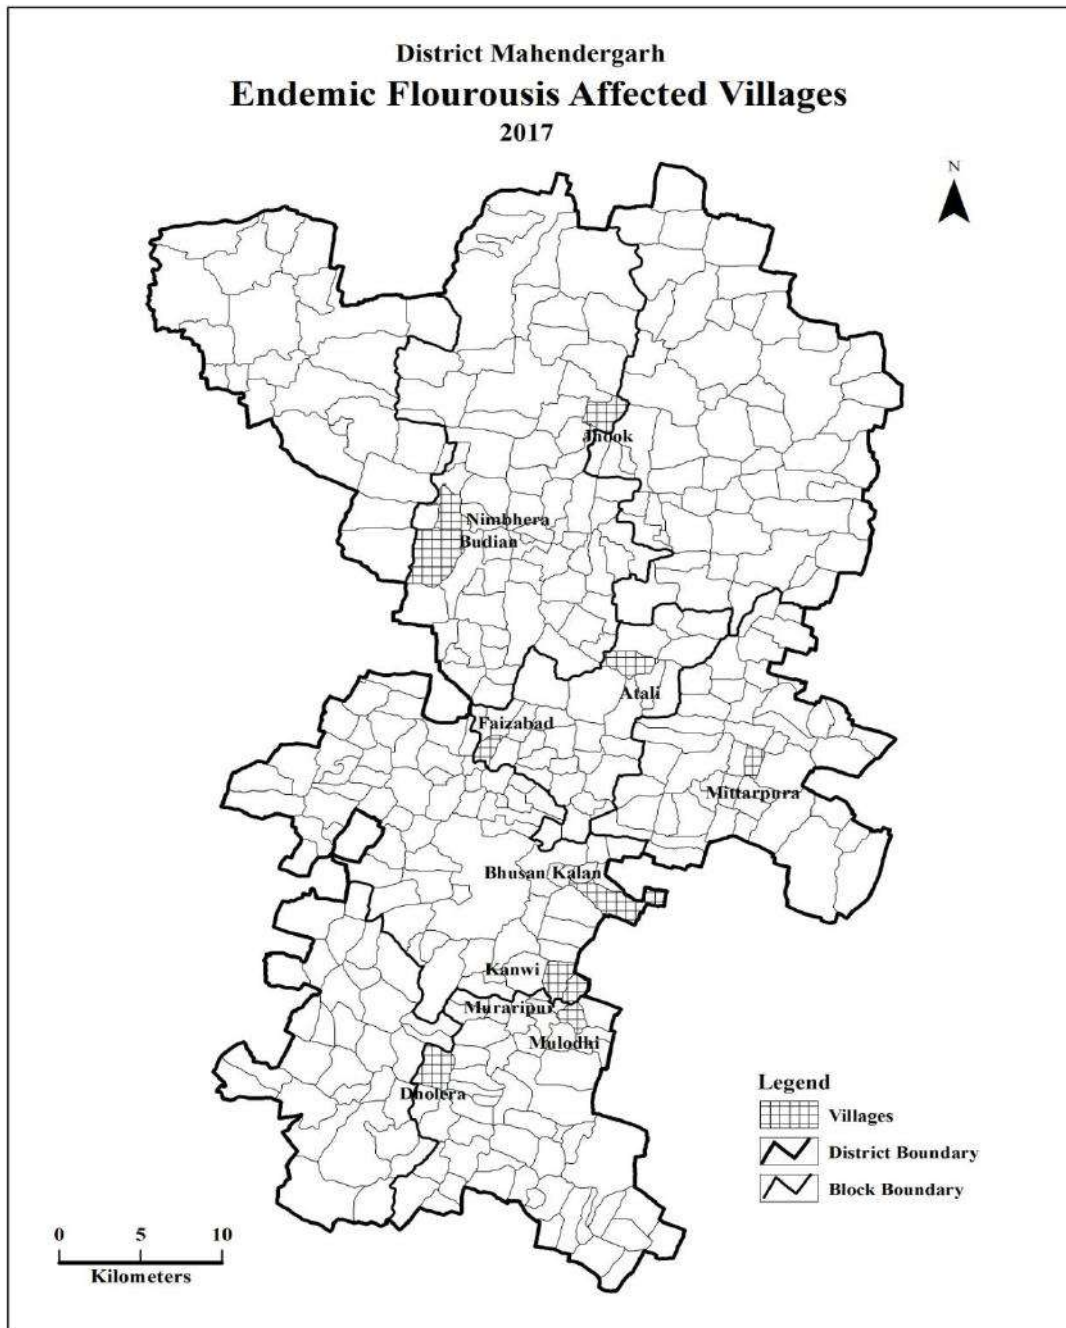 District Mahendergarh
Endemic Flourousis Affected Villages
2017
N
Jhook
Nimbhera
Budian
Atali
Faizabad
Mittarpura
Bhusan Kalan
Kanwi
Muraripur
Mulodhi
Dholera
Legend
Villages
District Boundary
Block Boundary
0 5 10
Kilometers